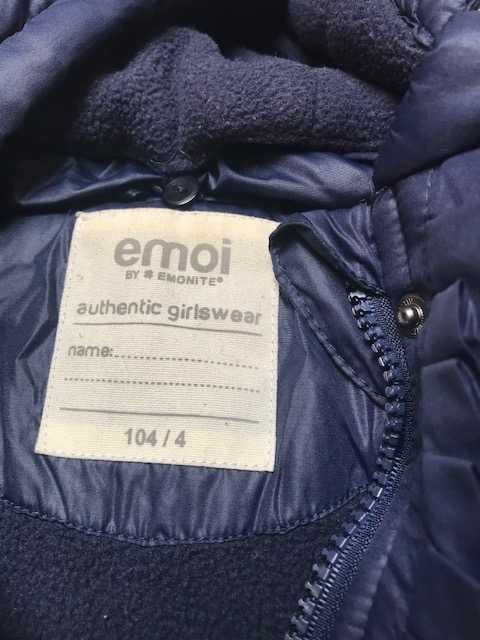 emoi
BY # EMONITE®
authentic girlswear
name:
104 / 4